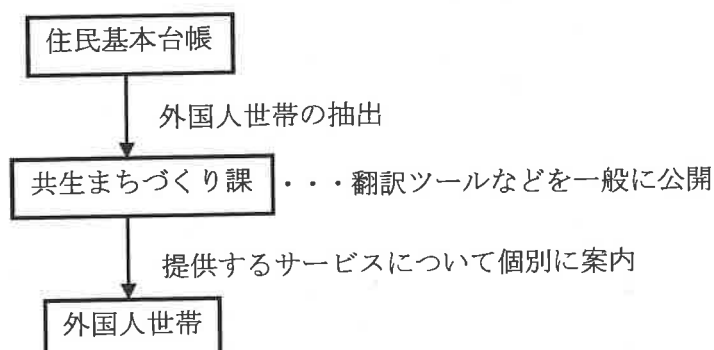 住民基本台帳
外国人世帯の抽出
共生まちづくり課 ・・・翻訳ツールなどを一般に公開
提供するサービスについて個別に案内
外国人世帯